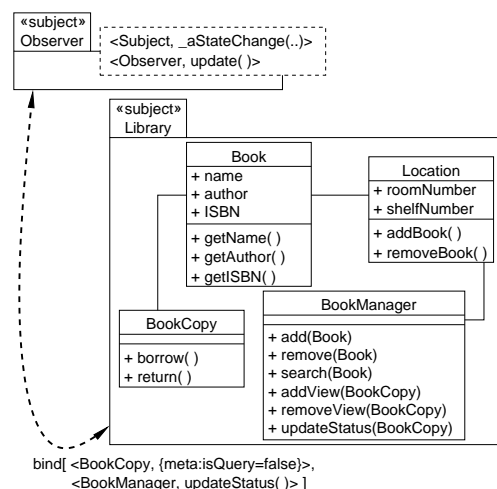 «subject»
Observer
<Subject, _aStateChange(..)>
<Observer, update( )>
«subject»
Library
Book
+ name
+ author
+ ISBN
+ getName( )
+ getAuthor( )
+ getISBN( )
Location
+ roomNumber
+ shelfNumber
+ addBook( )
+ removeBook( )
BookCopy
+ borrow( )
+ return( )
BookManager
+ add(Book)
+ remove(Book)
+ search(Book)
+ addView(BookCopy)
+ removeView(BookCopy)
+ updateStatus(BookCopy)
bind[ <BookCopy, {meta:isQuery=false}>,
<BookManager, updateStatus( )> ]